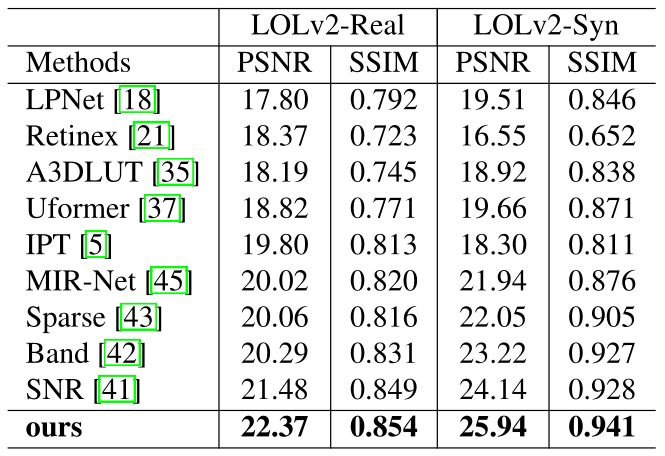 LOLv2-Real LOLv2-Syn
Methods PSNR SSIM PSNR SSIM
LPNet [18] 17.80 0.792 19.51 0.846
Retinex [21] 18.37 0.723 16.55 0.652
A3DLUT [35] 18.19 0.745 18.92 0.838
Uformer [37] 18.82 0.771 19.66 0.871
IPT [5] 19.80 0.813 18.30 0.811
MIR-Net [45] 20.02 0.820 21.94 0.876
Sparse [43] 20.06 0.816 22.05 0.905
Band [42] 20.29 0.831 23.22 0.927
SNR [41] 21.48 0.849 24.14 0.928
ours 22.37 0.854 25.94 0.941